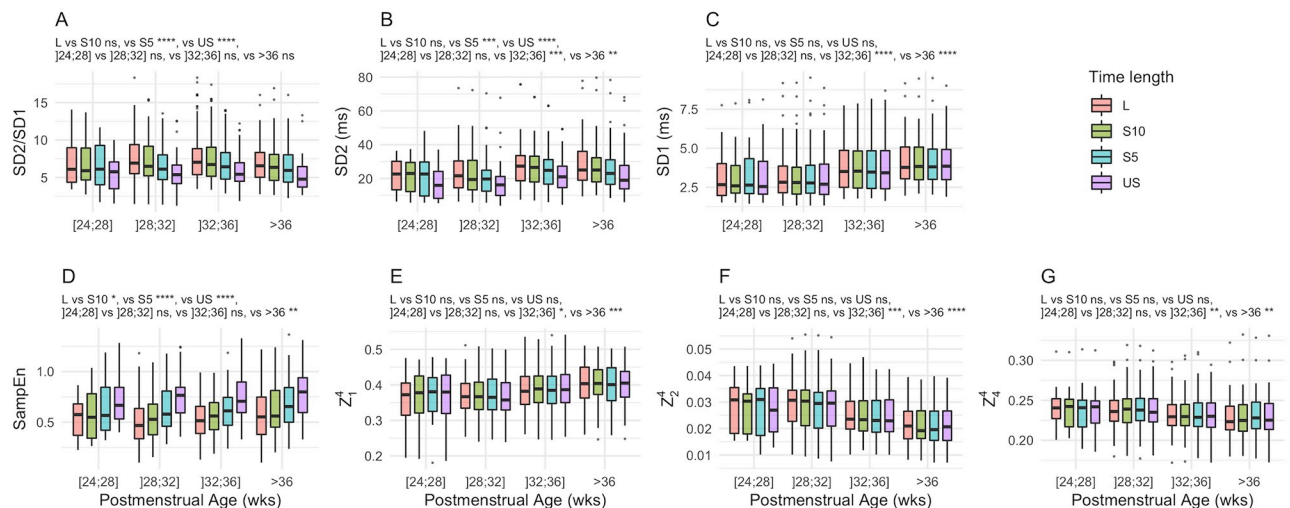 A
L vs S10 ns, vs S5 ****, vs US ****,
]24;28] vs ]28;32] ns, vs ]32;36] ns, vs >36 ns
SD2/SD1
15
10
5
[24;28]
]28;32]
]32;36]
>36
B
L vs S10 ns, vs S5 ***, vs US ****,
]24;28] vs ]28;32] ns, vs ]32;36] ***, vs >36 **
SD2 (ms)
80
60
40
20
[24;28]
]28;32]
]32;36]
>36
C
L vs S10 ns, vs S5 ns, vs US ns,
]24;28] vs ]28;32] ns, vs ]32;36] ****, vs >36 ****
SD1 (ms)
7.5
5.0
2.5
[24;28]
]28;32]
]32;36]
>36
Time length
L
S10
S5
US
D
L vs S10 *, vs S5 ****, vs US ****,
]24;28] vs ]28;32] ns, vs ]32;36] ns, vs >36 **
SampEn
1.0
0.5
[24;28]
]28;32]
]32;36]
>36
Postmenstrual Age (wks)
E
L vs S10 ns, vs S5 ns, vs US ns,
]24;28] vs ]28;32] ns, vs ]32;36] *, vs >36 ***
Z⁴₁
0.5
0.4
0.3
0.2
[24;28]
]28;32]
]32;36]
>36
Postmenstrual Age (wks)
F
L vs S10 ns, vs S5 ns, vs US ns,
]24;28] vs ]28;32] ns, vs ]32;36] ***, vs >36 ****
Z⁴₂
0.05
0.04
0.03
0.02
0.01
[24;28]
]28;32]
]32;36]
>36
Postmenstrual Age (wks)
G
L vs S10 ns, vs S5 ns, vs US ns,
]24;28] vs ]28;32] ns, vs ]32;36] **, vs >36 **
Z⁴₄
0.30
0.25
0.20
[24;28]
]28;32]
]32;36]
>36
Postmenstrual Age (wks)